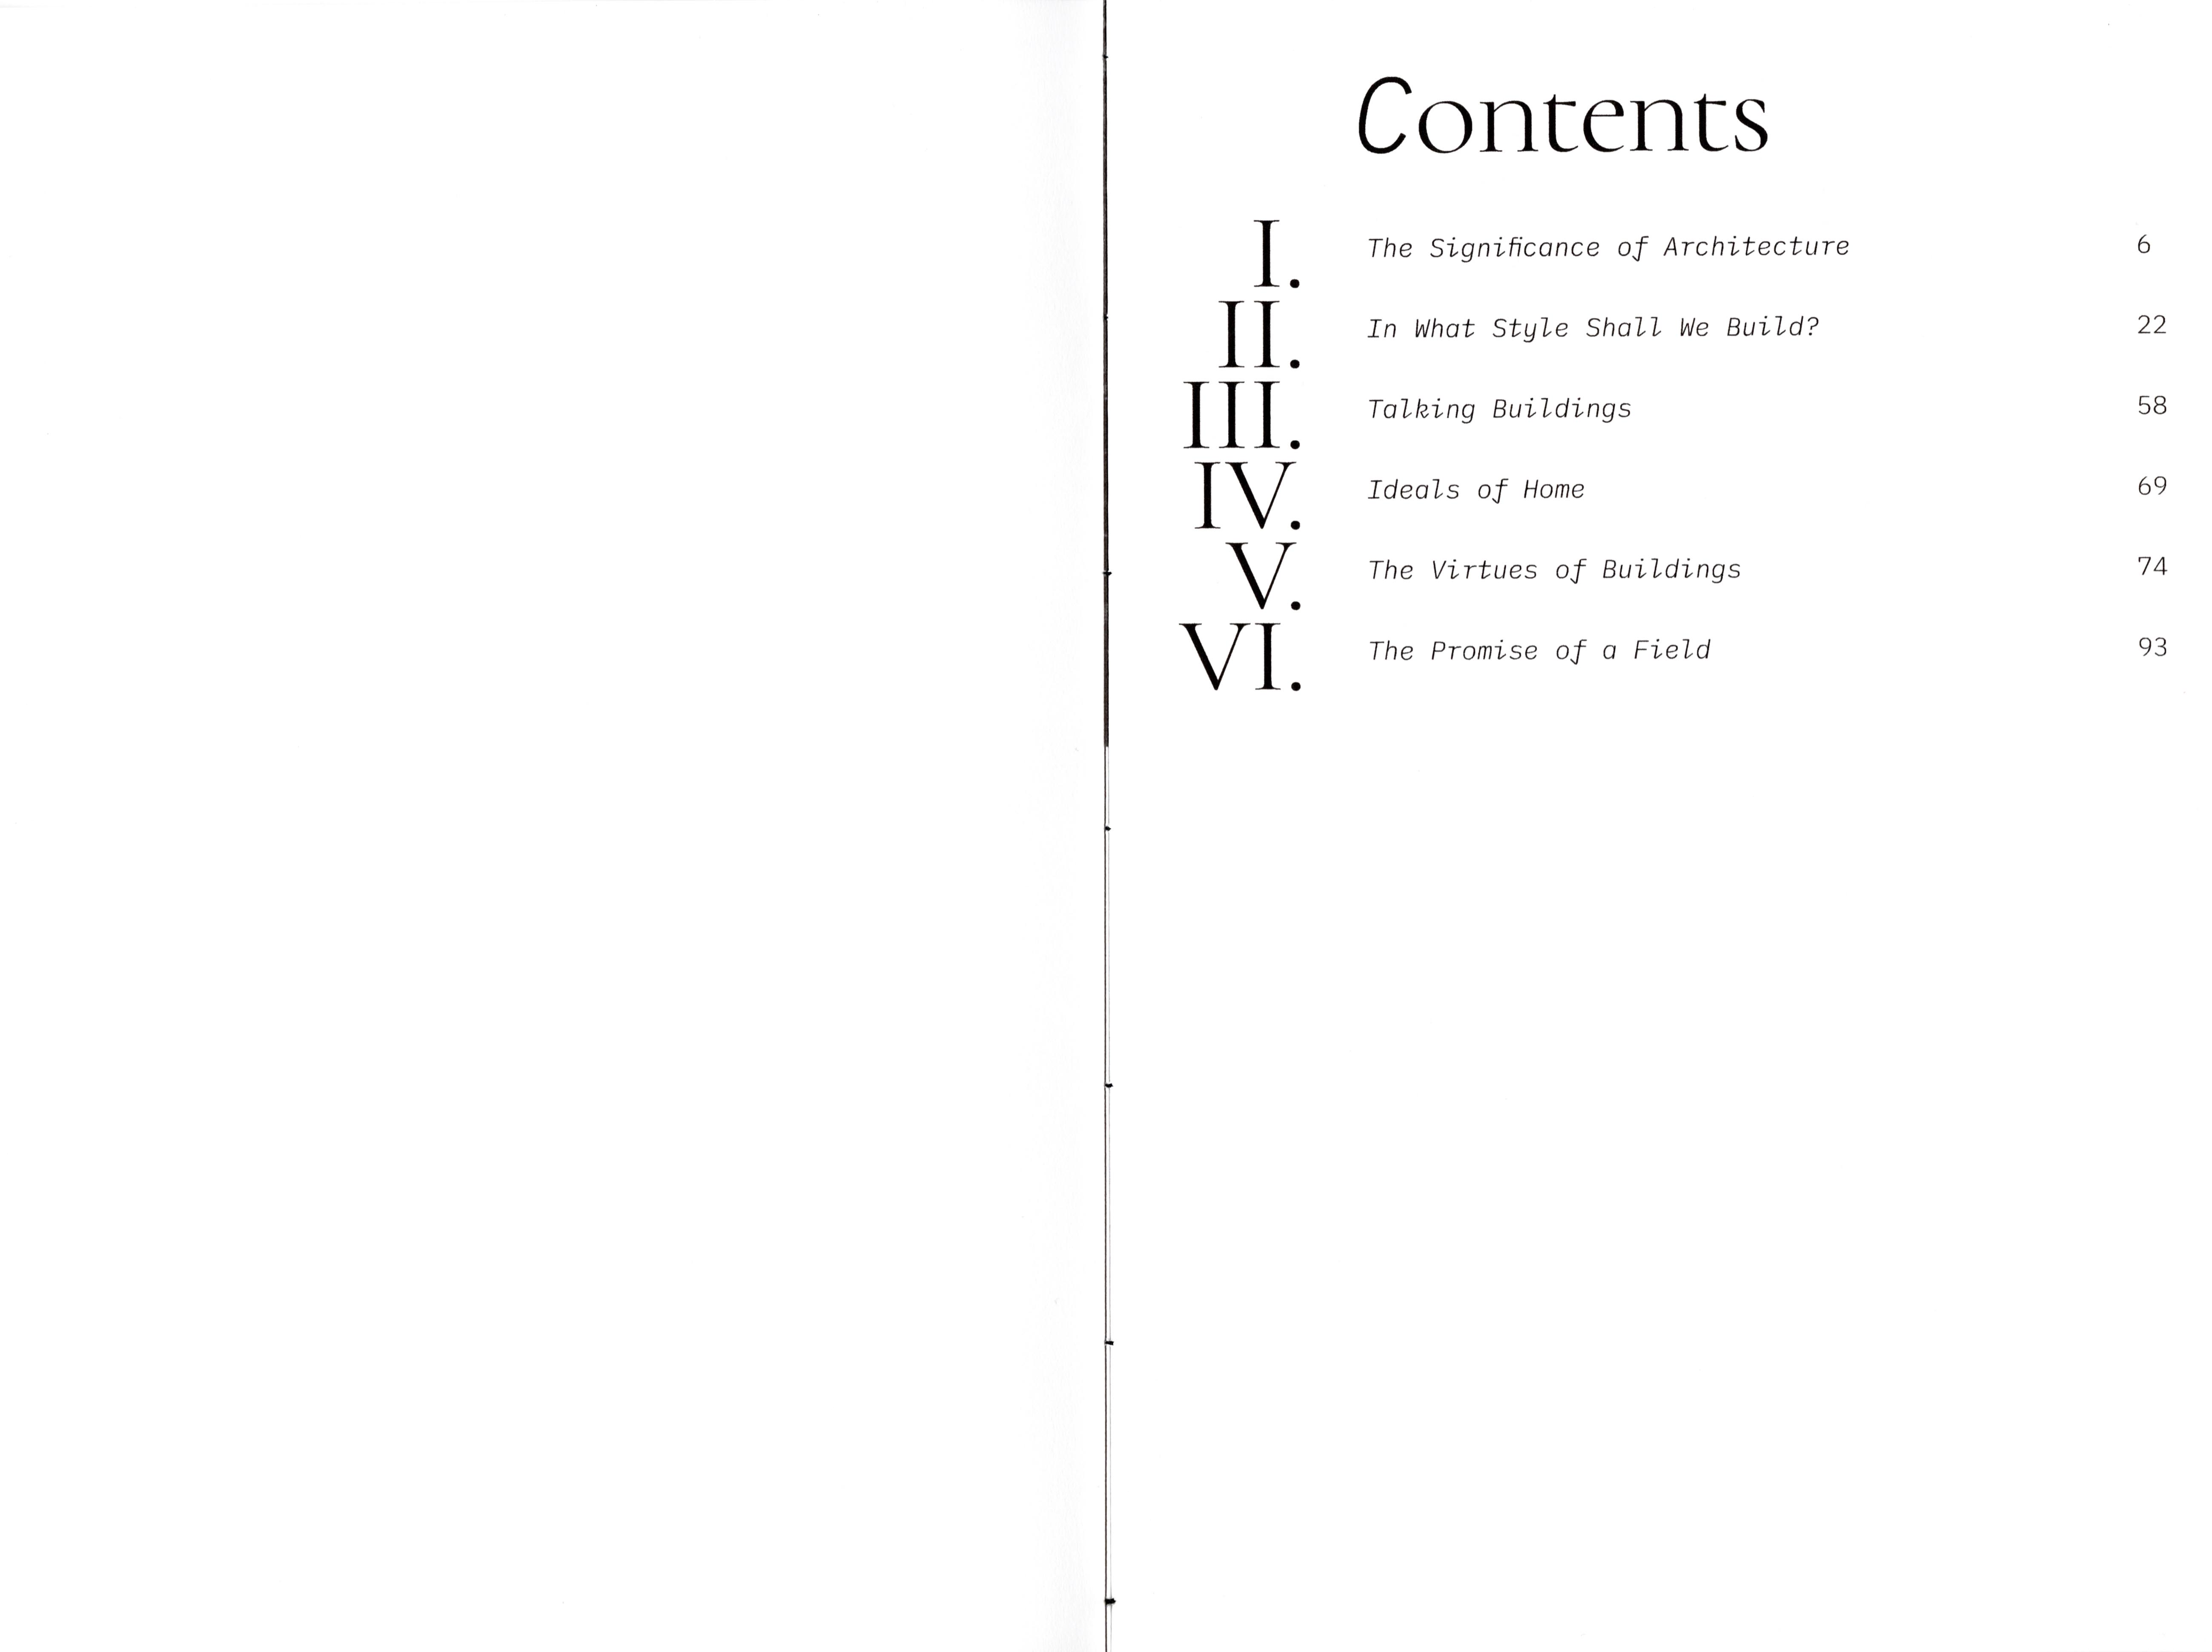 Contents
I. The Significance of Architecture 6
II. In What Style Shall We Build? 22
III. Talking Buildings 58
IV. Ideals of Home 69
V. The Virtues of Buildings 74
VI. The Promise of a Field 93